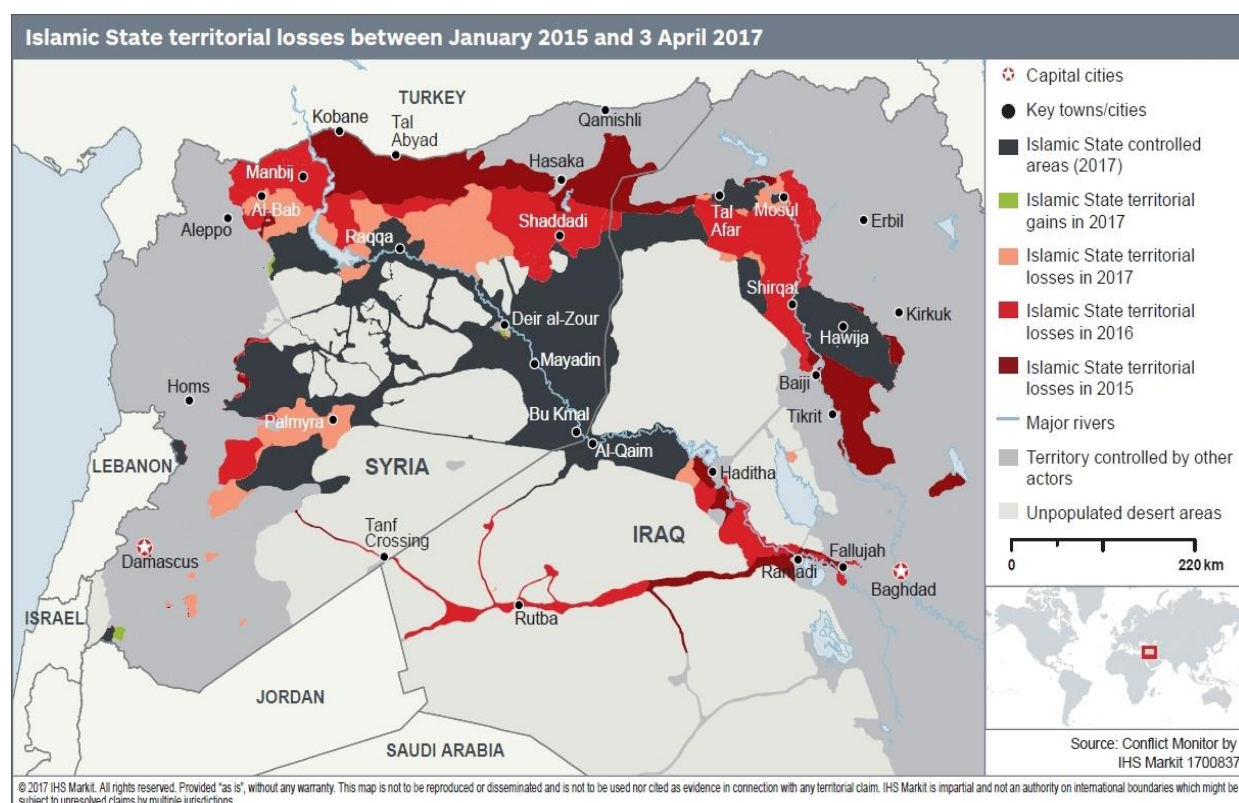 Islamic State territorial losses between January 2015 and 3 April 2017
TURKEY
Kobane
Tal
Abyad
Qamishli
Hasaka
Manbij
Al-Bab
Aleppo
Raqqa
Shaddadi
Tal
Afar
Mosul
Erbil
Shirqat
Kirkuk
Hawija
Deir al-Zour
Mayadin
Baiji
Tikrit
Homs
Palmyra
Bu Kmal
Al-Qaim
Haditha
LEBANON
SYRIA
IRAQ
Tanf
Crossing
Damascus
Ramadi
Fallujah
Baghdad
Rutba
ISRAEL
JORDAN
SAUDI ARABIA
Capital cities
Key towns/cities
Islamic State controlled
areas (2017)
Islamic State territorial
gains in 2017
Islamic State territorial
losses in 2017
Islamic State territorial
losses in 2016
Islamic State territorial
losses in 2015
Major rivers
Territory controlled by other
actors
Unpopulated desert areas
0 220 km
Source: Conflict Monitor by
IHS Markit 1700837
© 2017 IHS Markit. All rights reserved. Provided "as is", without any warranty. This map is not to be reproduced or disseminated and is not to be used nor cited as evidence in connection with any territorial claim. IHS Markit is impartial and not an authority on international boundaries which might be
subject to unresolved claims by multiple jurisdictions.